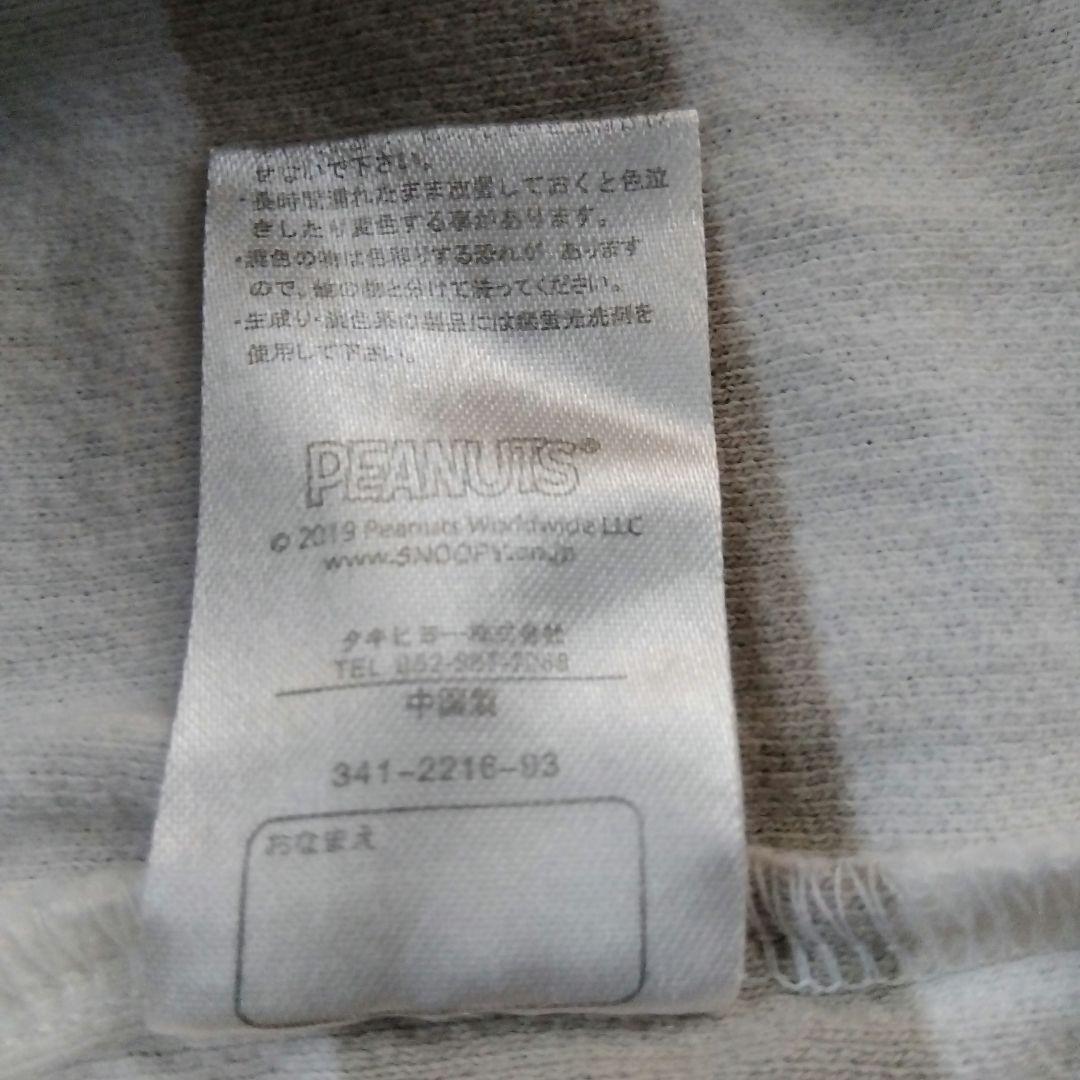 せないで下さい。
・長時間濡れたまま放置しておくと色泣
きしたり変色する事があります。
・濃色の物は色移りする恐れが あります
ので、他の物と分けて洗ってください。
・生成り・淡色系の製品には無蛍光洗剤を
使用して下さい。
PEANUTS®
© 2019 Peanuts Worldwide LLC
www.SNOOPY.co.jp
タキヒヨー株式会社
TEL
中国製
341-2216-93
おなまえ